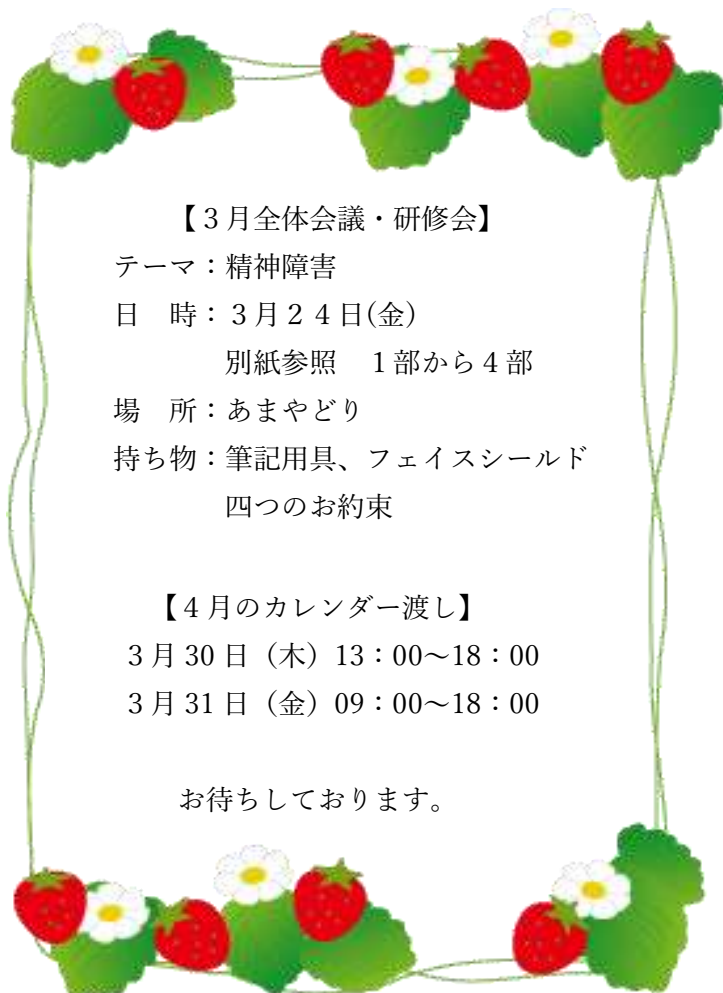 【３月全体会議・研修会】
テーマ：精神障害
日　時：３月２４日(金)
別紙参照　１部から４部
場　所：あまやどり
持ち物：筆記用具、フェイスシールド
四つのお約束
【４月のカレンダー渡し】
３月 30 日（木）13：00～18：00
３月 31 日（金）09：00～18：00
お待ちしております。